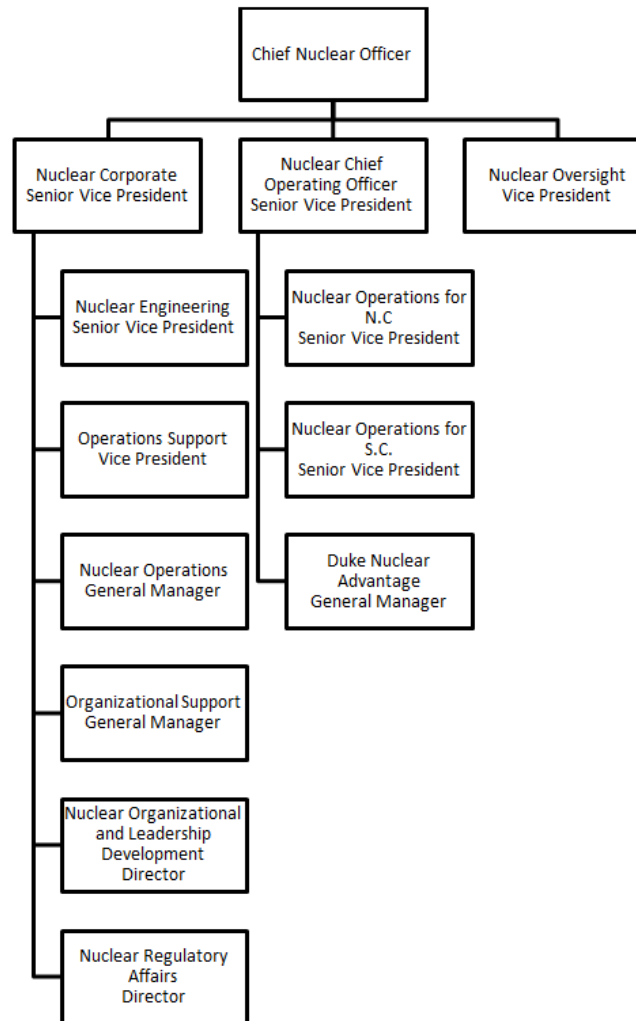 Chief Nuclear Officer
Nuclear Corporate
Senior Vice President
Nuclear Chief
Operating Officer
Senior Vice President
Nuclear Oversight
Vice President
Nuclear Engineering
Senior Vice President
Operations Support
Vice President
Nuclear Operations
General Manager
Organizational Support
General Manager
Nuclear Organizational
and Leadership
Development
Director
Nuclear Regulatory
Affairs
Director
Nuclear Operations for
N.C
Senior Vice President
Nuclear Operations for
S.C.
Senior Vice President
Duke Nuclear
Advantage
General Manager